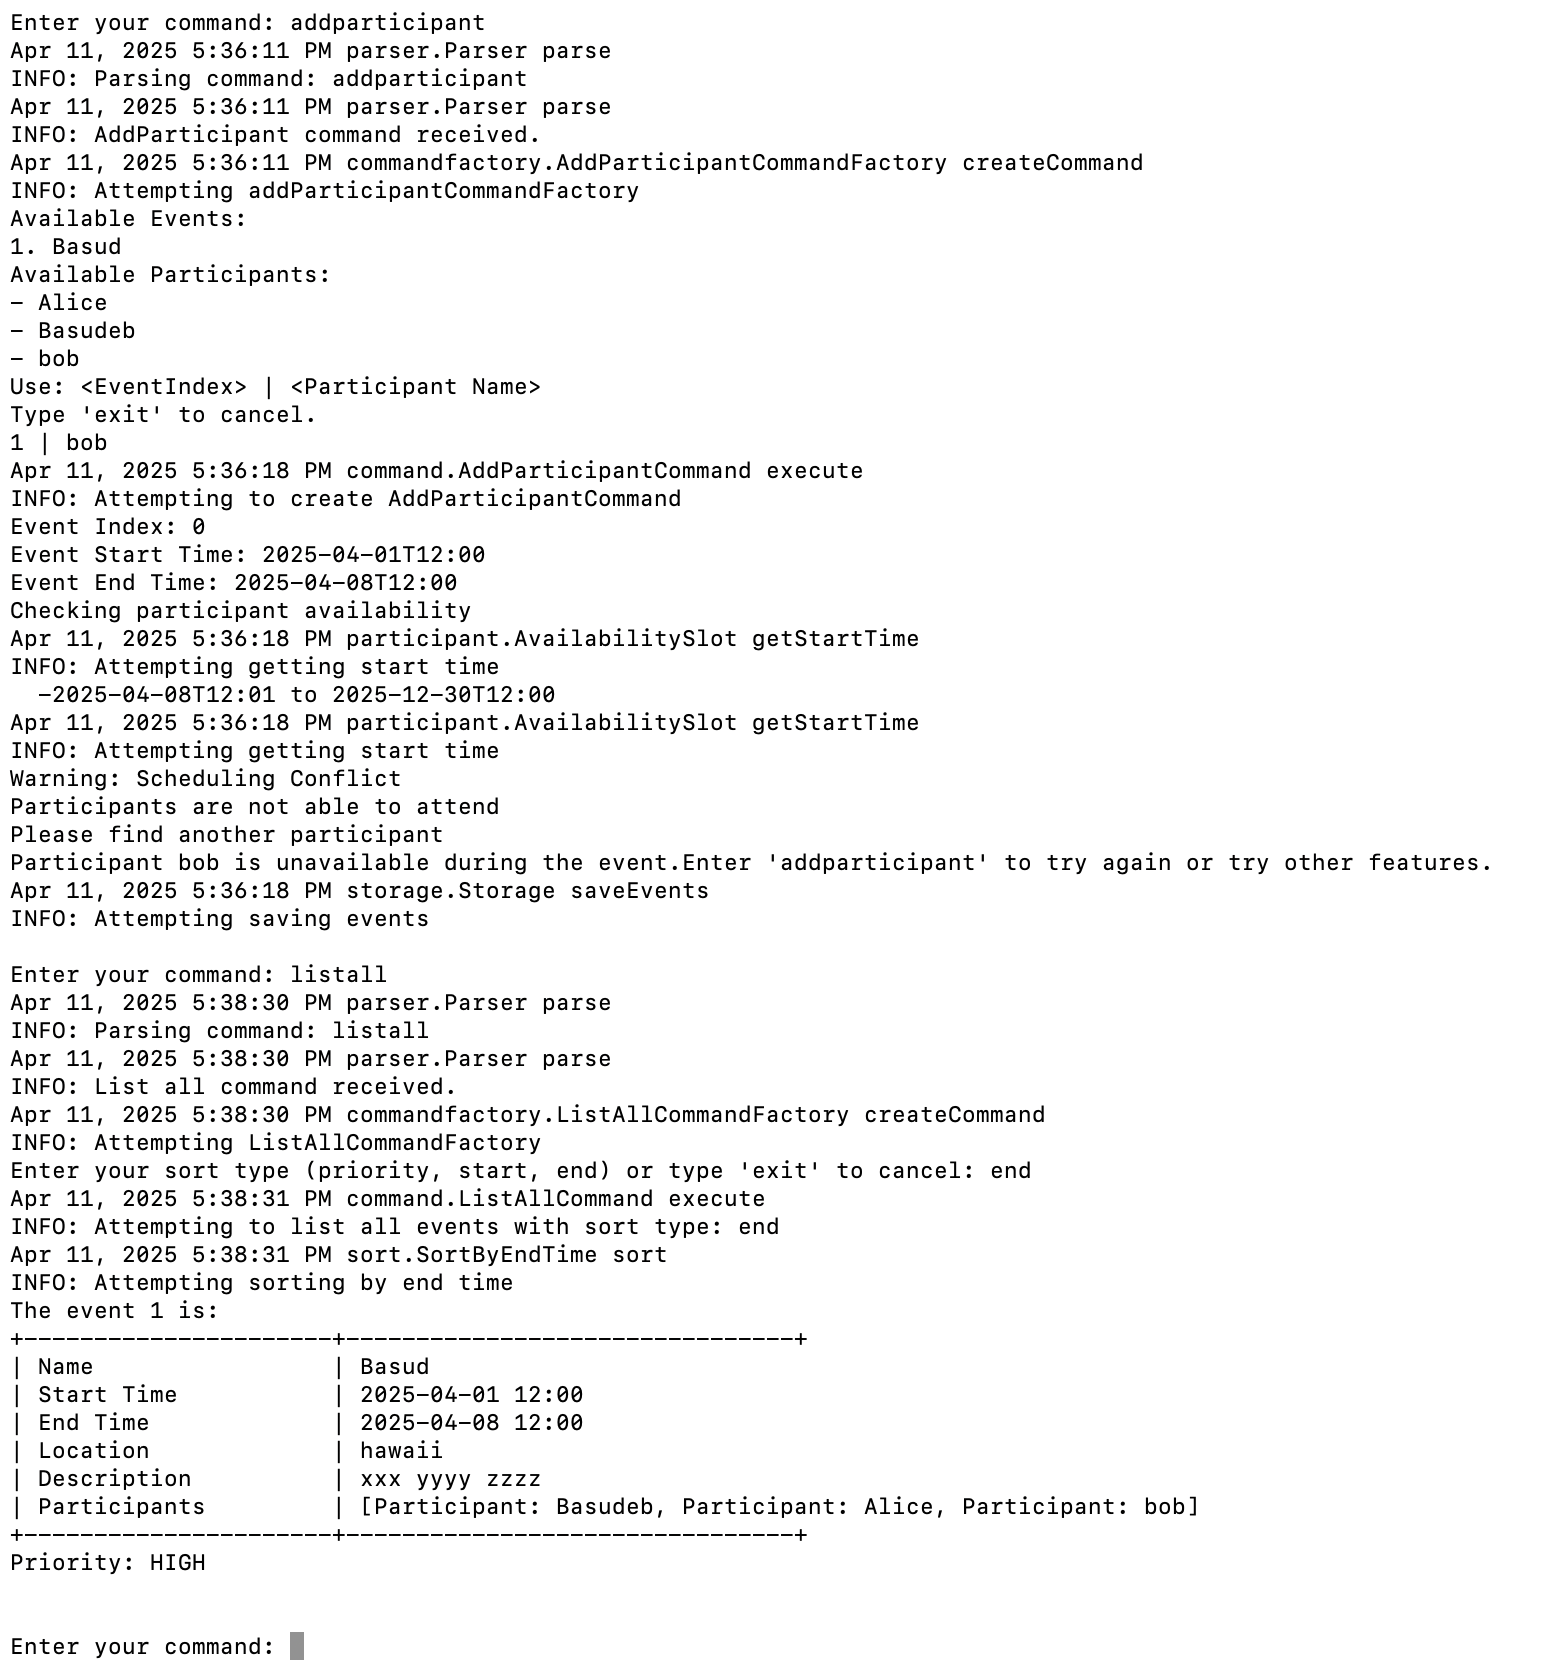 Enter your command: addparticipant
Apr 11, 2025 5:36:11 PM parser.Parser parse
INFO: Parsing command: addparticipant
Apr 11, 2025 5:36:11 PM parser.Parser parse
INFO: AddParticipant command received.
Apr 11, 2025 5:36:11 PM commandfactory.AddParticipantCommandFactory createCommand
INFO: Attempting addParticipantCommandFactory
Available Events:
1. Basud
Available Participants:
- Alice
- Basudeb
- bob
Use: <EventIndex> | <Participant Name>
Type 'exit' to cancel.
1 | bob
Apr 11, 2025 5:36:18 PM command.AddParticipantCommand execute
INFO: Attempting to create AddParticipantCommand
Event Index: 0
Event Start Time: 2025-04-01T12:00
Event End Time: 2025-04-08T12:00
Checking participant availability
Apr 11, 2025 5:36:18 PM participant.AvailabilitySlot getStartTime
INFO: Attempting getting start time
  -2025-04-08T12:01 to 2025-12-30T12:00
Apr 11, 2025 5:36:18 PM participant.AvailabilitySlot getStartTime
INFO: Attempting getting start time
Warning: Scheduling Conflict
Participants are not able to attend
Please find another participant
Participant bob is unavailable during the event.Enter 'addparticipant' to try again or try other features.
Apr 11, 2025 5:36:18 PM storage.Storage saveEvents
INFO: Attempting saving events

Enter your command: listall
Apr 11, 2025 5:38:30 PM parser.Parser parse
INFO: Parsing command: listall
Apr 11, 2025 5:38:30 PM parser.Parser parse
INFO: List all command received.
Apr 11, 2025 5:38:30 PM commandfactory.ListAllCommandFactory createCommand
INFO: Attempting ListAllCommandFactory
Enter your sort type (priority, start, end) or type 'exit' to cancel: end
Apr 11, 2025 5:38:31 PM command.ListAllCommand execute
INFO: Attempting to list all events with sort type: end
Apr 11, 2025 5:38:31 PM sort.SortByEndTime sort
INFO: Attempting sorting by end time
The event 1 is:
+----------------------+--------------------------------+
| Name                 | Basud
| Start Time           | 2025-04-01 12:00
| End Time             | 2025-04-08 12:00
| Location             | hawaii
| Description          | xxx yyyy zzzz
| Participants         | [Participant: Basudeb, Participant: Alice, Participant: bob]
+----------------------+--------------------------------+
Priority: HIGH

Enter your command: